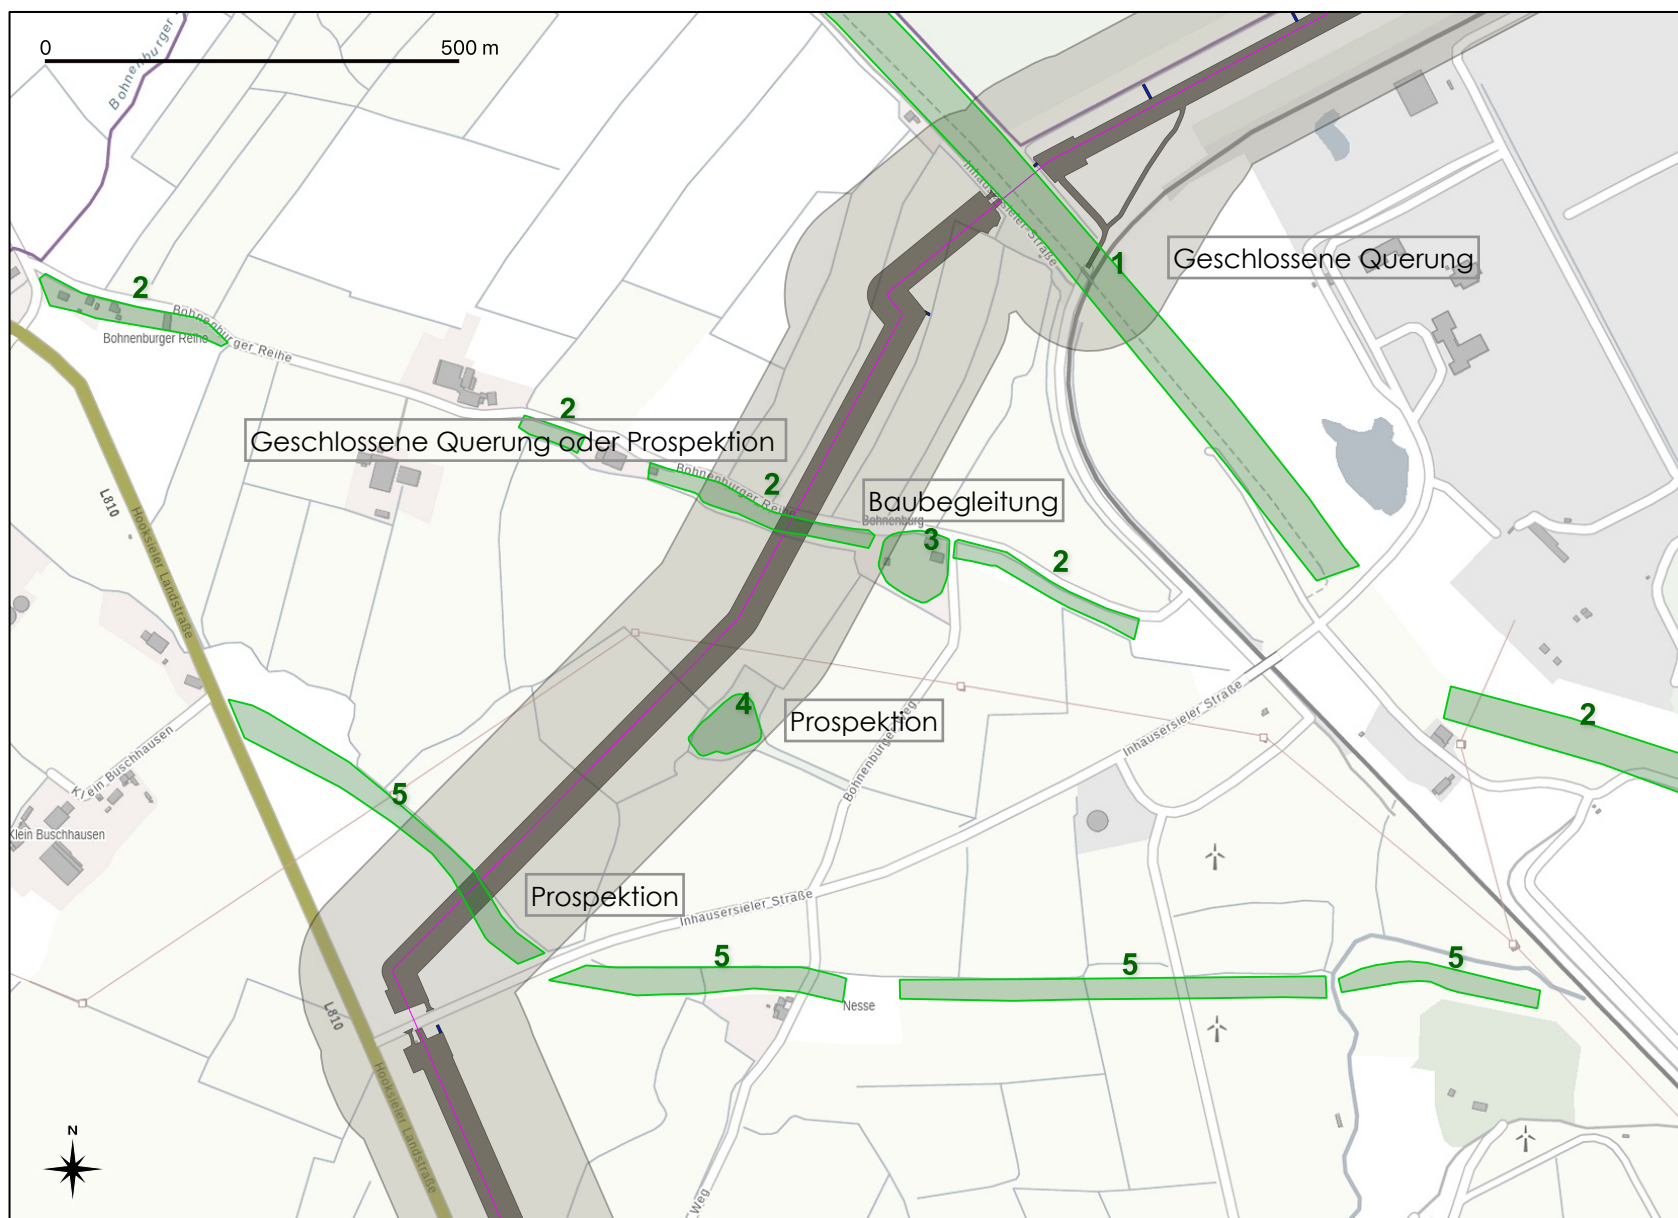 0
500 m
Bohnenburger
Inhausersieler Straße
1
Geschlossene Querung
2
Bohnenburger Reihe
Bohnenburger Reihe
2
Geschlossene Querung oder Prospektion
Bohnenburger Reihe
2
Baubegleitung
Bohnenburg
3
2
L810
Hooksieler Landstraße
4
Prospektion
Bohnenburger Weg
Inhausersieler Straße
2
Klein Buschhausen
Klein Buschhausen
5
Prospektion
Inhausersieler Straße
5
5
5
Nesse
L810
Hooksieler Landstraße
N
Weg